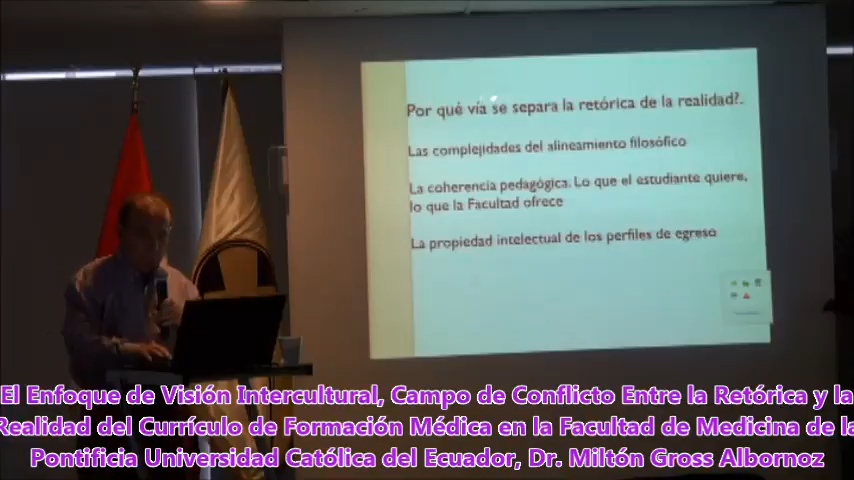 Por qué vía se separa la retórica de la realidad?.
Las complejidades del alineamiento filosófico
La coherencia pedagógica. Lo que el estudiante quiere,
lo que la Facultad ofrece
La propiedad intelectual de los perfiles de egreso
El Enfoque de Visión Intercultural, Campo de Conflicto Entre la Retórica y la
Realidad del Currículo de Formación Médica en la Facultad de Medicina de la
Pontificia Universidad Católica del Ecuador, Dr. Miltón Gross Albornoz